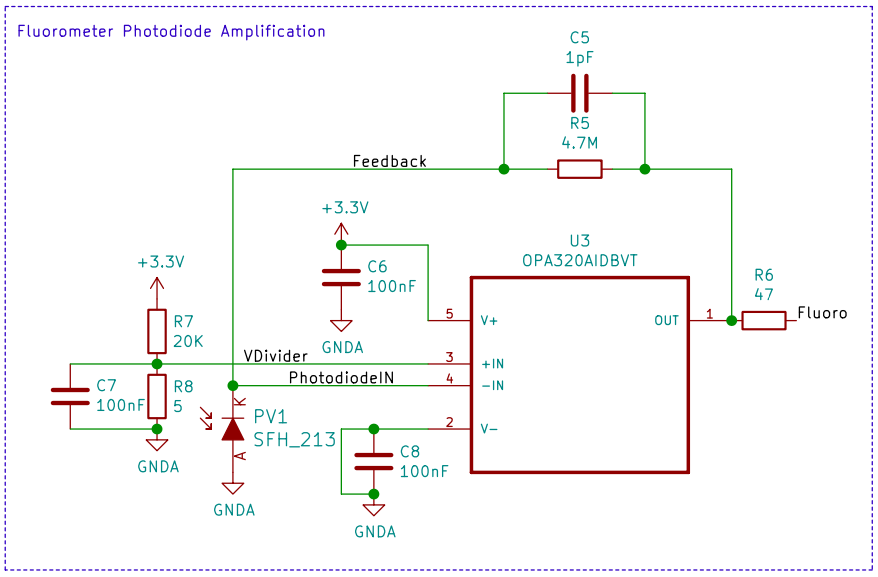 Fluorometer Photodiode Amplification
C5
1pF
R5
4.7M
Feedback
+3.3V
U3
OPA320AIDBVT
+3.3V
C6
100nF
R6
47
R7
20K
5
V+
OUT
1
Fluoro
GNDA
VDivider
3
+IN
PhotodiodeIN
4
-IN
C7
100nF
R8
5
K
PV1
SFH_213
A
2
V-
C8
100nF
GNDA
GNDA
GNDA